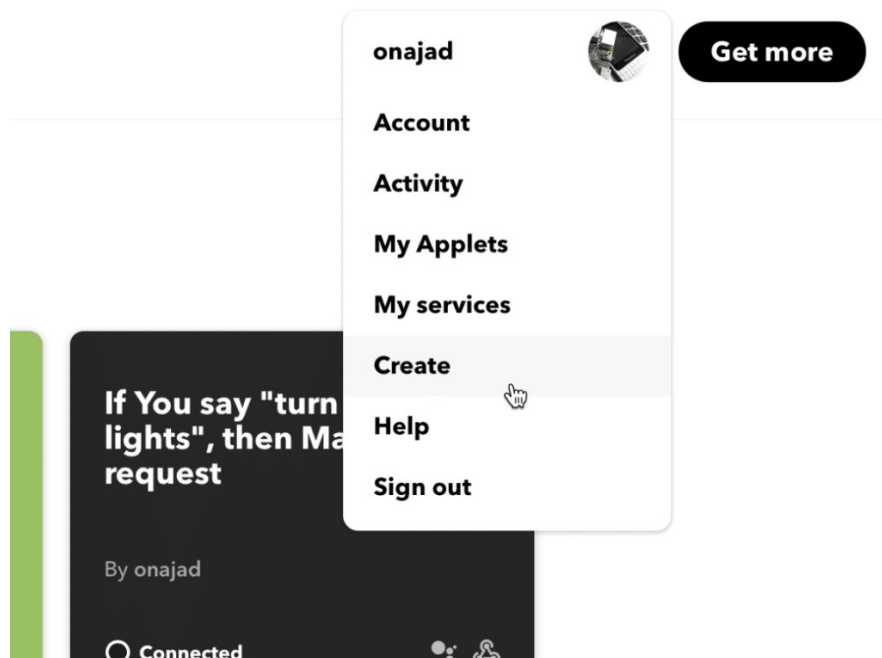 onajad
Get more
Account
Activity
My Applets
My services
Create
Help
Sign out
If You say "turn
lights", then Ma
request
By onajad
Connected